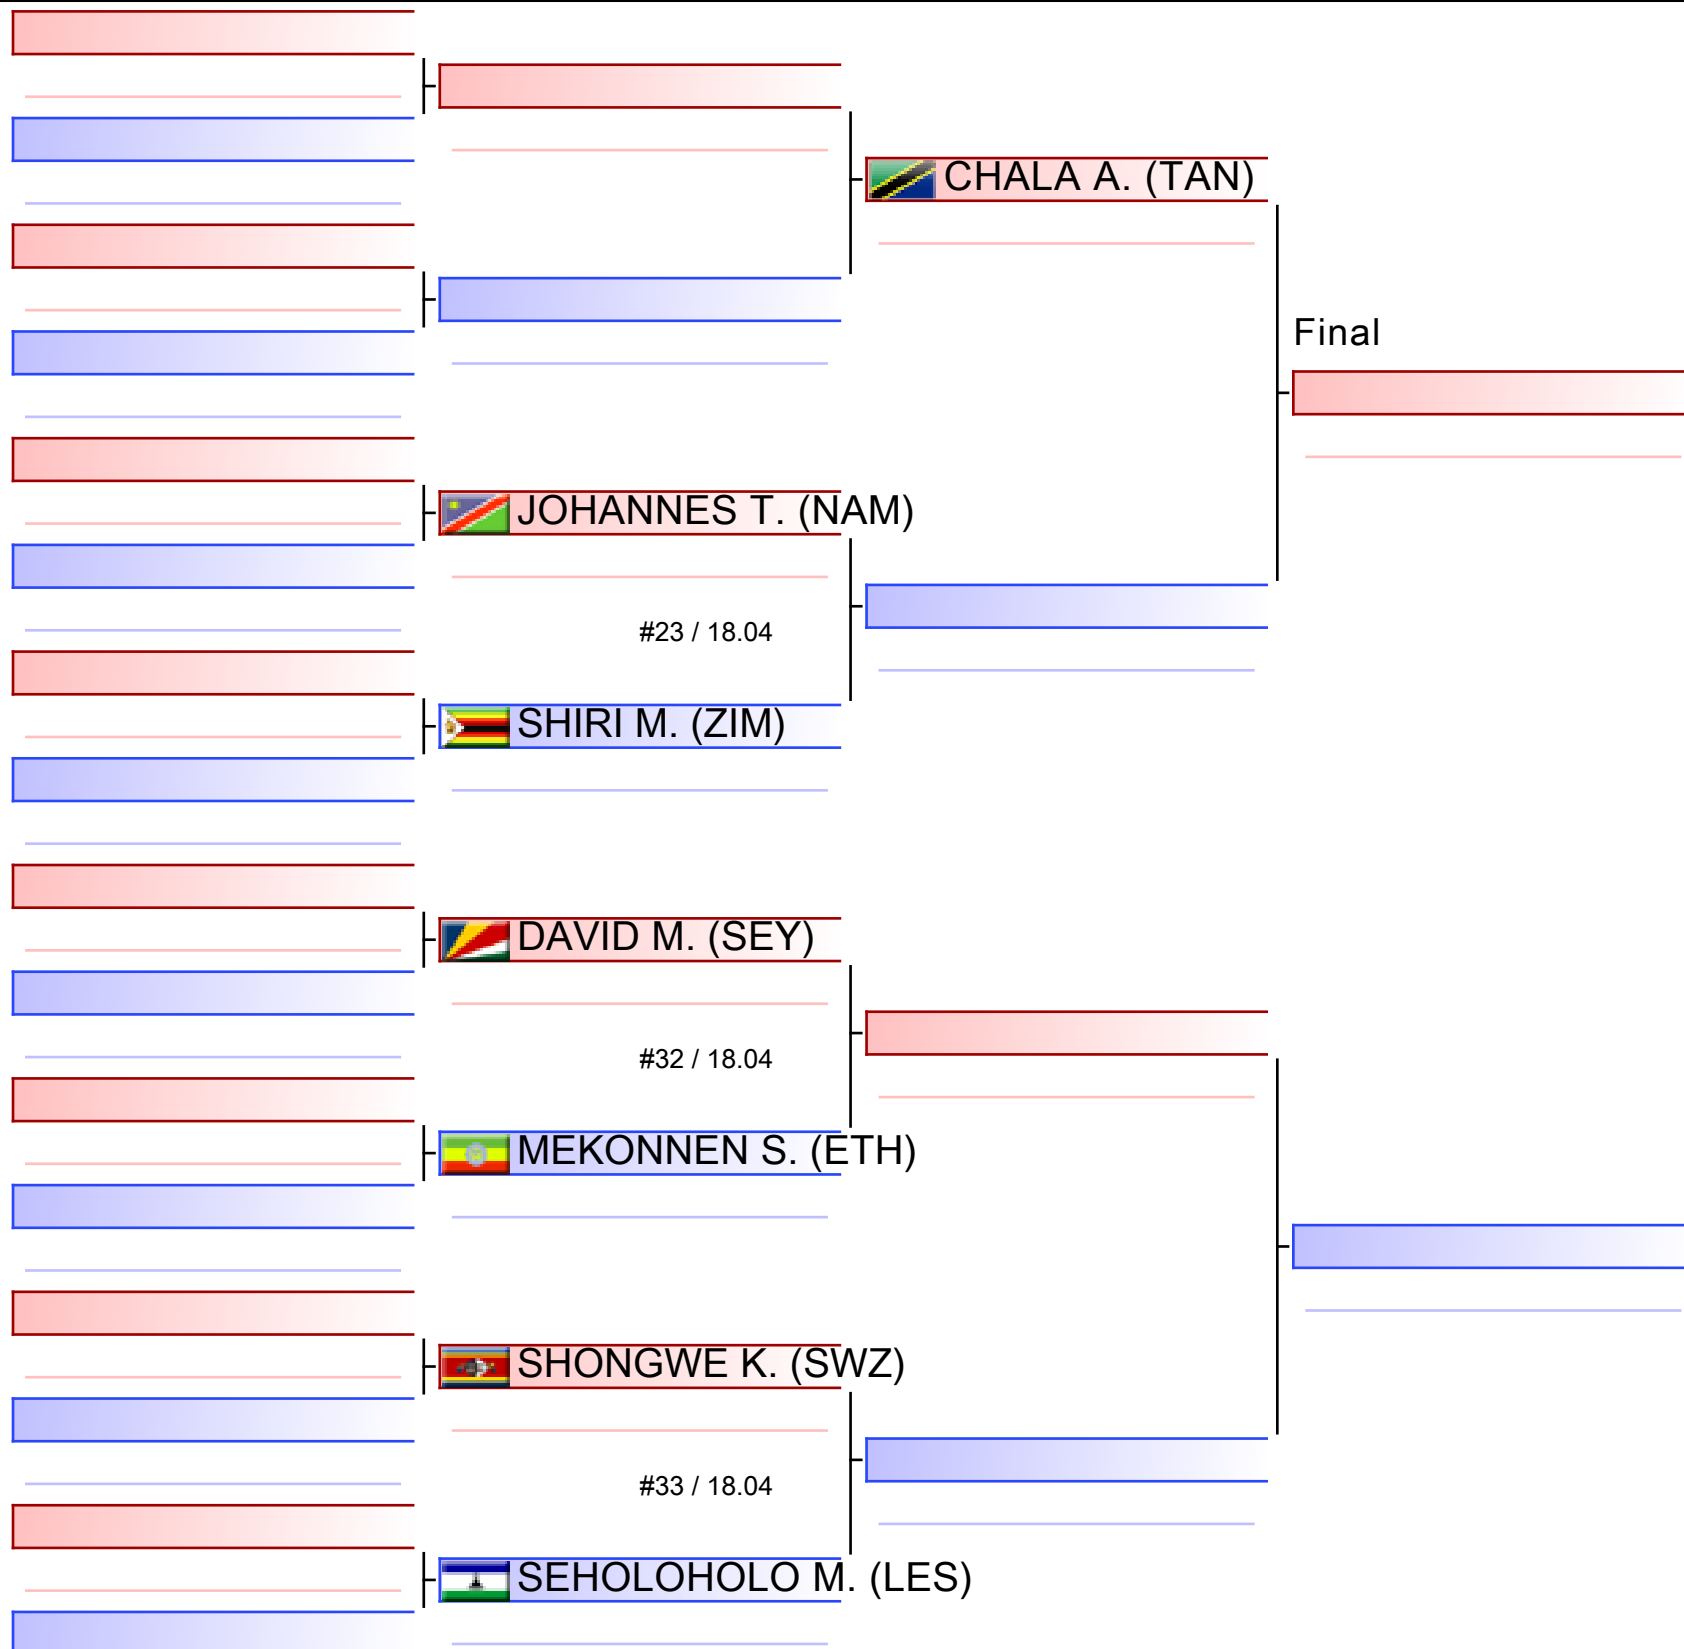 CHALA A. (TAN)
Final
JOHANNES T. (NAM)
#23 / 18.04
SHIRI M. (ZIM)
DAVID M. (SEY)
#32 / 18.04
MEKONNEN S. (ETH)
SHONGWE K. (SWZ)
#33 / 18.04
SEHOLOHOLO M. (LES)